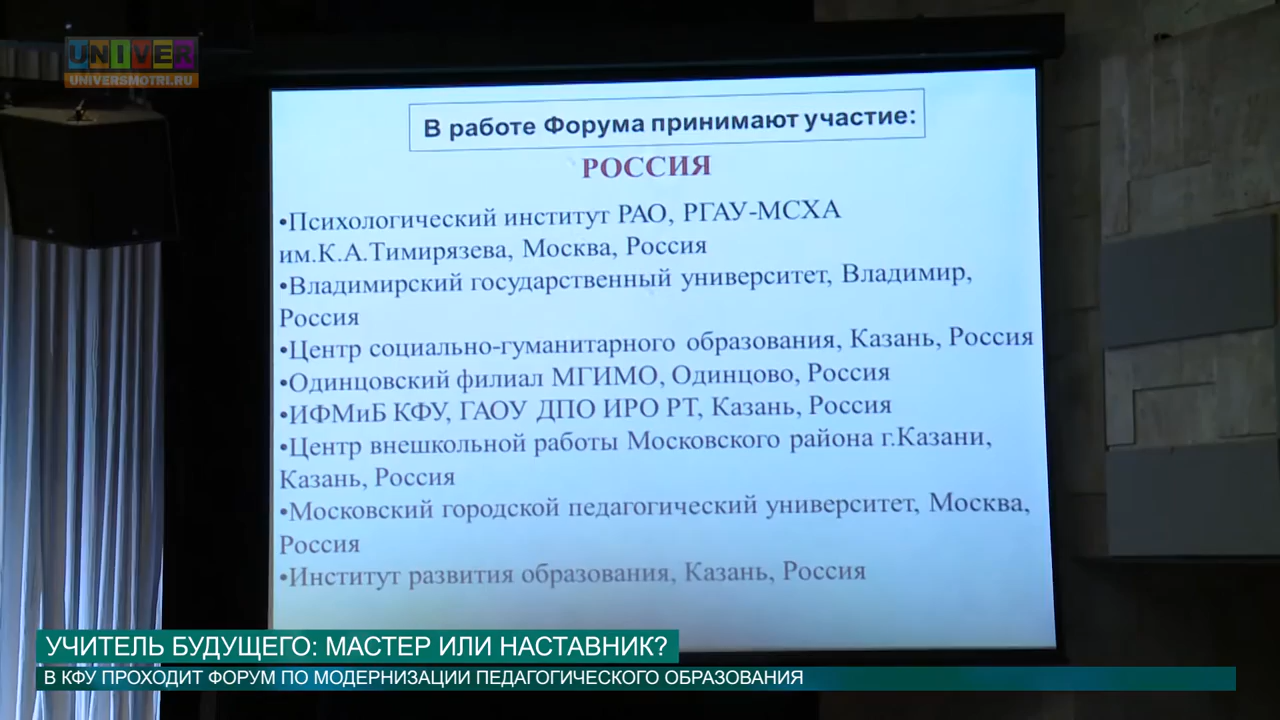 UNIVER
UNIVERSMOTRI.RU
В работе Форума принимают участие:
РОССИЯ
•Психологический институт РАО, РГАУ-МСХА
им.К.А.Тимирязева, Москва, Россия
•Владимирский государственный университет, Владимир,
Россия
•Центр социально-гуманитарного образования, Казань, Россия
•Одинцовский филиал МГИМО, Одинцово, Россия
•ИФМиБ КФУ, ГАОУ ДПО ИРО РТ, Казань, Россия
•Центр внешкольной работы Московского района г.Казани,
Казань, Россия
•Московский городской педагогический университет, Москва,
Россия
•Институт развития образования, Казань, Россия
УЧИТЕЛЬ БУДУЩЕГО: МАСТЕР ИЛИ НАСТАВНИК?
В КФУ ПРОХОДИТ ФОРУМ ПО МОДЕРНИЗАЦИИ ПЕДАГОГИЧЕСКОГО ОБРАЗОВАНИЯ